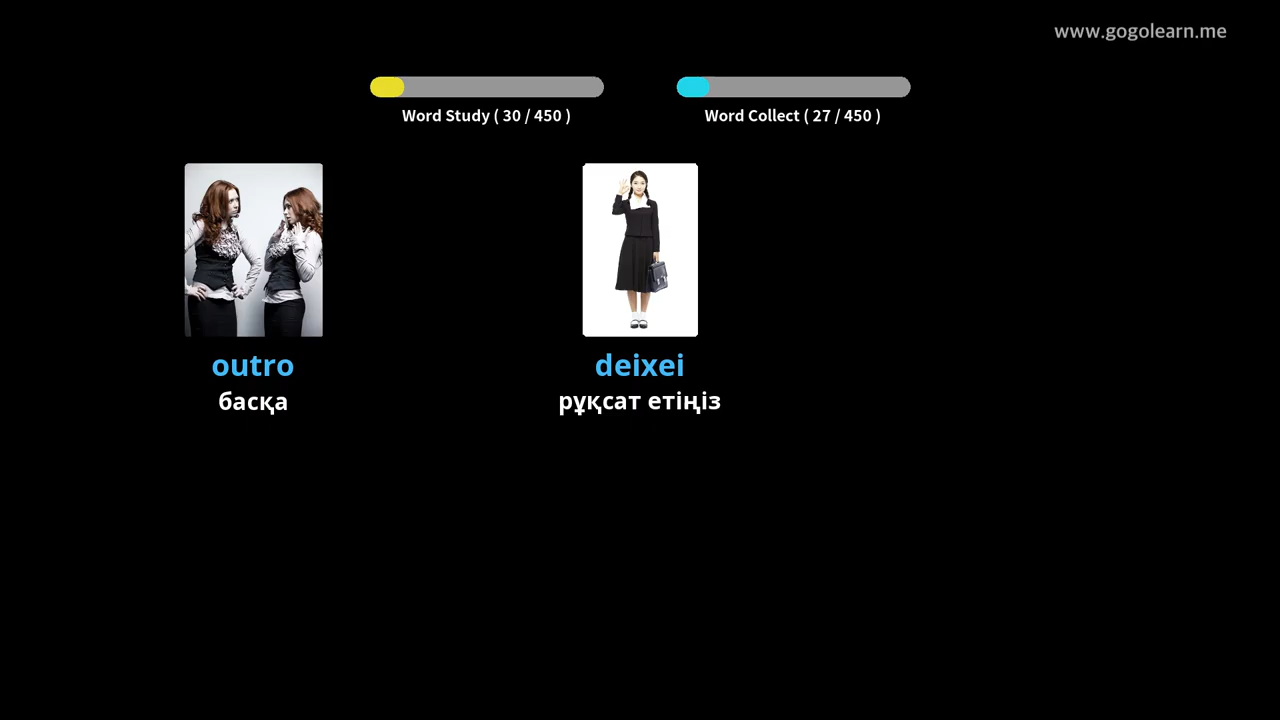 www.gogolearn.me
Word Study ( 30 / 450 )
Word Collect ( 27 / 450 )
outro
басқа
deixei
рұқсат етіңіз